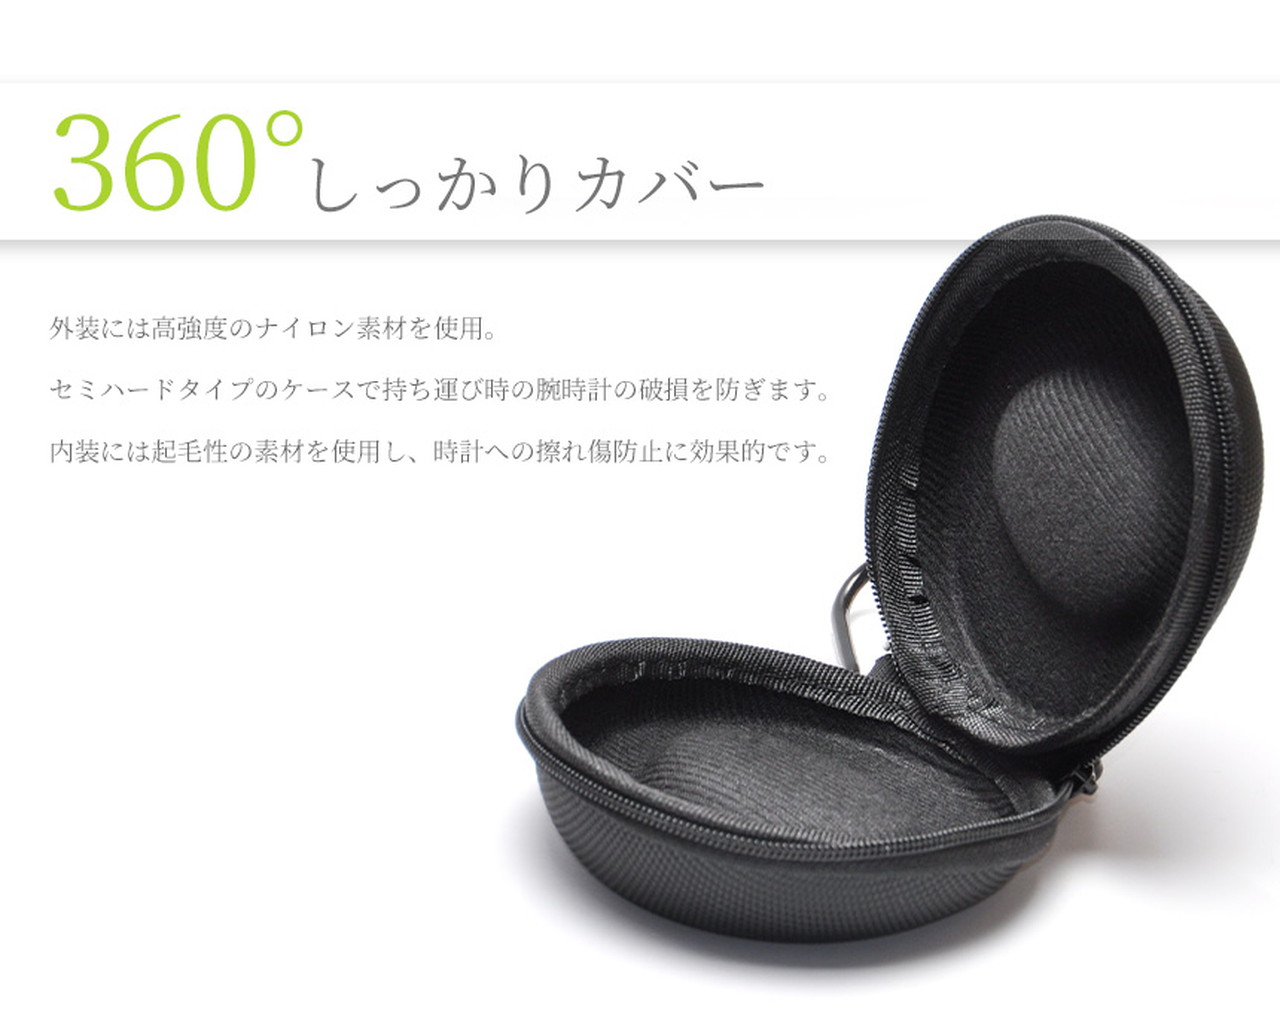 360°しっかりカバー
外装には高強度のナイロン素材を使用。
セミハードタイプのケースで持ち運び時の腕時計の破損を防ぎます。
内装には起毛性の素材を使用し、時計への擦れ傷防止に効果的です。